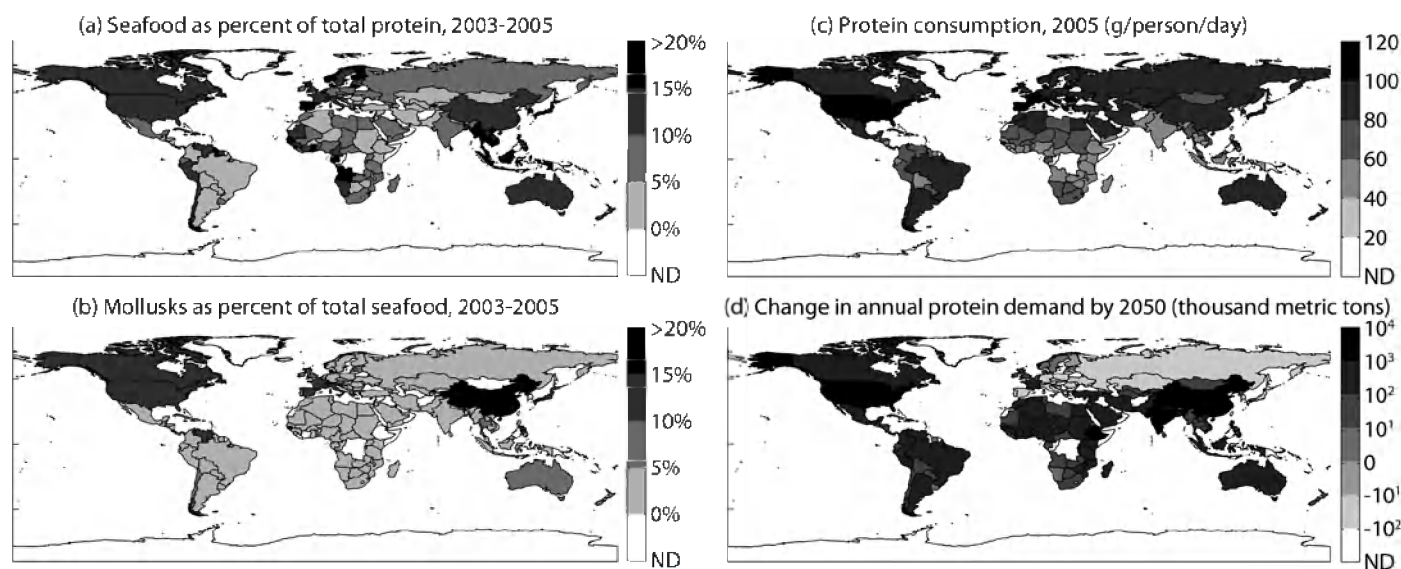 (a) Seafood as percent of total protein, 2003-2005
>20%
15%
10%
5%
0%
ND
(c) Protein consumption, 2005 (g/person/day)
120
100
80
60
40
20
ND
(b) Mollusks as percent of total seafood, 2003-2005
>20%
15%
10%
5%
0%
ND
(d) Change in annual protein demand by 2050 (thousand metric tons)
10⁴
10³
10²
10¹
0
-10¹
-10²
ND